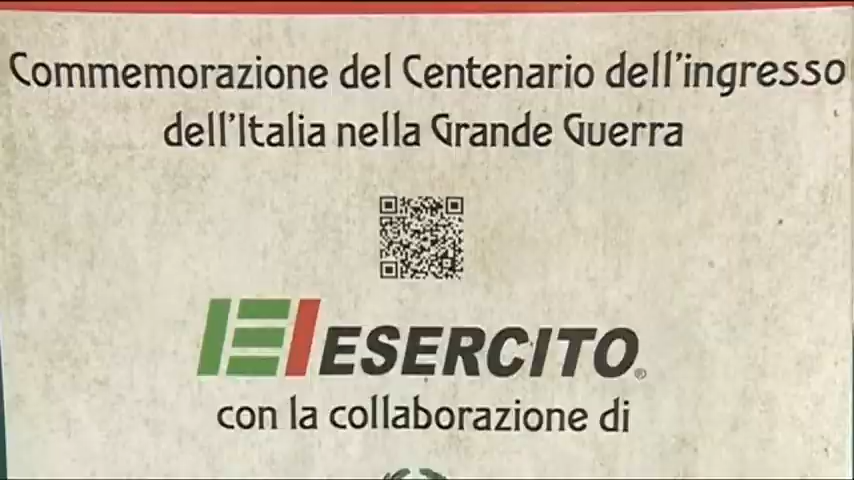 Commemorazione del Centenario dell'ingresso
dell'Italia nella Grande Guerra
ESERCITO®
con la collaborazione di